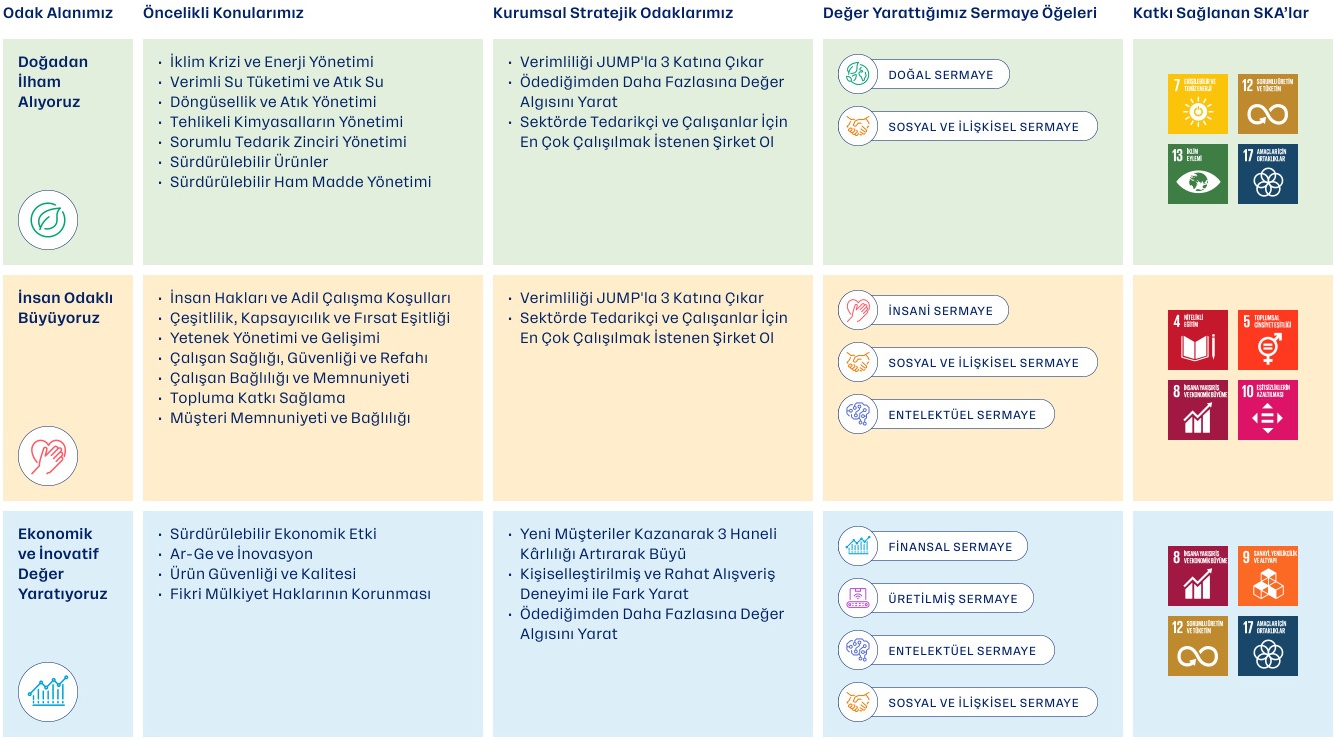 Odak Alanımız
Öncelikli Konularımız
Kurumsal Stratejik Odaklarımız
Değer Yarattığımız Sermaye Öğeleri
Katkı Sağlanan SKA’lar
Doğadan
İlham
Alıyoruz
• İklim Krizi ve Enerji Yönetimi
• Verimli Su Tüketimi ve Atık Su
• Döngüsellik ve Atık Yönetimi
• Tehlikeli Kimyasalların Yönetimi
• Sorumlu Tedarik Zinciri Yönetimi
• Sürdürülebilir Ürünler
• Sürdürülebilir Ham Madde Yönetimi
• Verimliliği JUMP'la 3 Katına Çıkar
• Ödediğimden Daha Fazlasına Değer
Algısını Yarat
• Sektörde Tedarikçi ve Çalışanlar İçin
En Çok Çalışılmak İstenen Şirket Ol
DOĞAL SERMAYE
SOSYAL VE İLİŞKİSEL SERMAYE
7 ERİŞİLEBİLİR VE
TEMİZ ENERJİ
12 SORUMLU ÜRETİM
VE TÜKETİM
13 İKLİM
EYLEMİ
17 AMAÇLAR İÇİN
ORTAKLIKLAR
İnsan Odaklı
Büyüyoruz
• İnsan Hakları ve Adil Çalışma Koşulları
• Çeşitlilik, Kapsayıcılık ve Fırsat Eşitliği
• Yetenek Yönetimi ve Gelişimi
• Çalışan Sağlığı, Güvenliği ve Refahı
• Çalışan Bağlılığı ve Memnuniyeti
• Topluma Katkı Sağlama
• Müşteri Memnuniyeti ve Bağlılığı
• Verimliliği JUMP'la 3 Katına Çıkar
• Sektörde Tedarikçi ve Çalışanlar İçin
En Çok Çalışılmak İstenen Şirket Ol
İNSANİ SERMAYE
SOSYAL VE İLİŞKİSEL SERMAYE
ENTELEKTÜEL SERMAYE
4 NİTELİKLİ
EĞİTİM
5 TOPLUMSAL
CİNSİYET EŞİTLİĞİ
8 İNSANA YAKIŞIR İŞ
VE EKONOMİK BÜYÜME
10 EŞİTSİZLİKLERİN
AZALTILMASI
Ekonomik
ve İnovatif
Değer
Yaratıyoruz
• Sürdürülebilir Ekonomik Etki
• Ar-Ge ve İnovasyon
• Ürün Güvenliği ve Kalitesi
• Fikri Mülkiyet Haklarının Korunması
• Yeni Müşteriler Kazanarak 3 Haneli
Kârlılığı Artırarak Büyü
• Kişiselleştirilmiş ve Rahat Alışveriş
Deneyimi ile Fark Yarat
• Ödediğimden Daha Fazlasına Değer
Algısını Yarat
FİNANSAL SERMAYE
ÜRETİLMİŞ SERMAYE
ENTELEKTÜEL SERMAYE
SOSYAL VE İLİŞKİSEL SERMAYE
8 İNSANA YAKIŞIR İŞ
VE EKONOMİK BÜYÜME
9 SANAYİ, YENİLİKÇİLİK
VE ALTYAPI
12 SORUMLU ÜRETİM
VE TÜKETİM
17 AMAÇLAR İÇİN
ORTAKLIKLAR